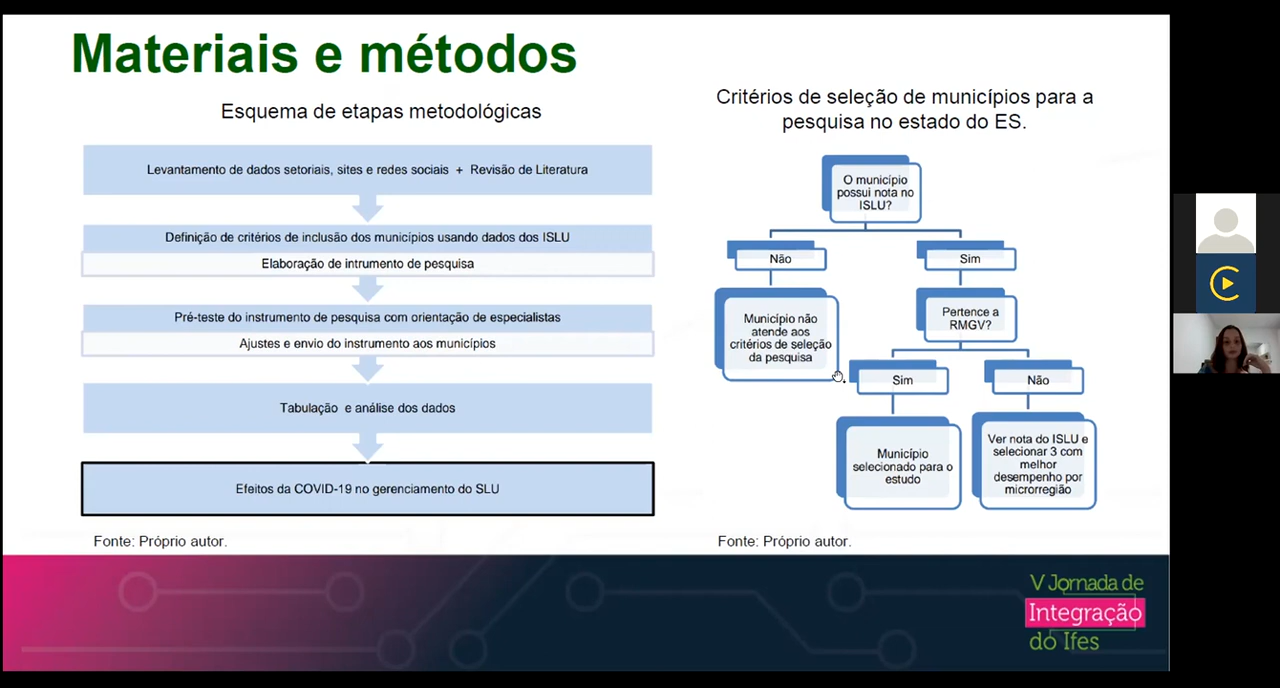 Materiais e métodos
Esquema de etapas metodológicas
Levantamento de dados setoriais, sites e redes sociais + Revisão de Literatura
Definição de critérios de inclusão dos municípios usando dados dos ISLU
Elaboração de intrumento de pesquisa
Pré-teste do instrumento de pesquisa com orientação de especialistas
Ajustes e envio do instrumento aos municípios
Tabulação e análise dos dados
Efeitos da COVID-19 no gerenciamento do SLU
Fonte: Próprio autor.
Critérios de seleção de municípios para a
pesquisa no estado do ES.
O município
possui nota no
ISLU?
Não
Sim
Município não
atende aos
critérios de seleção
da pesquisa
Pertence a
RMGV?
Sim
Não
Município
selecionado para o
estudo
Ver nota do ISLU e
selecionar 3 com
melhor
desempenho por
microrregião
Fonte: Próprio autor.
V Jornada de
Integração
do Ifes